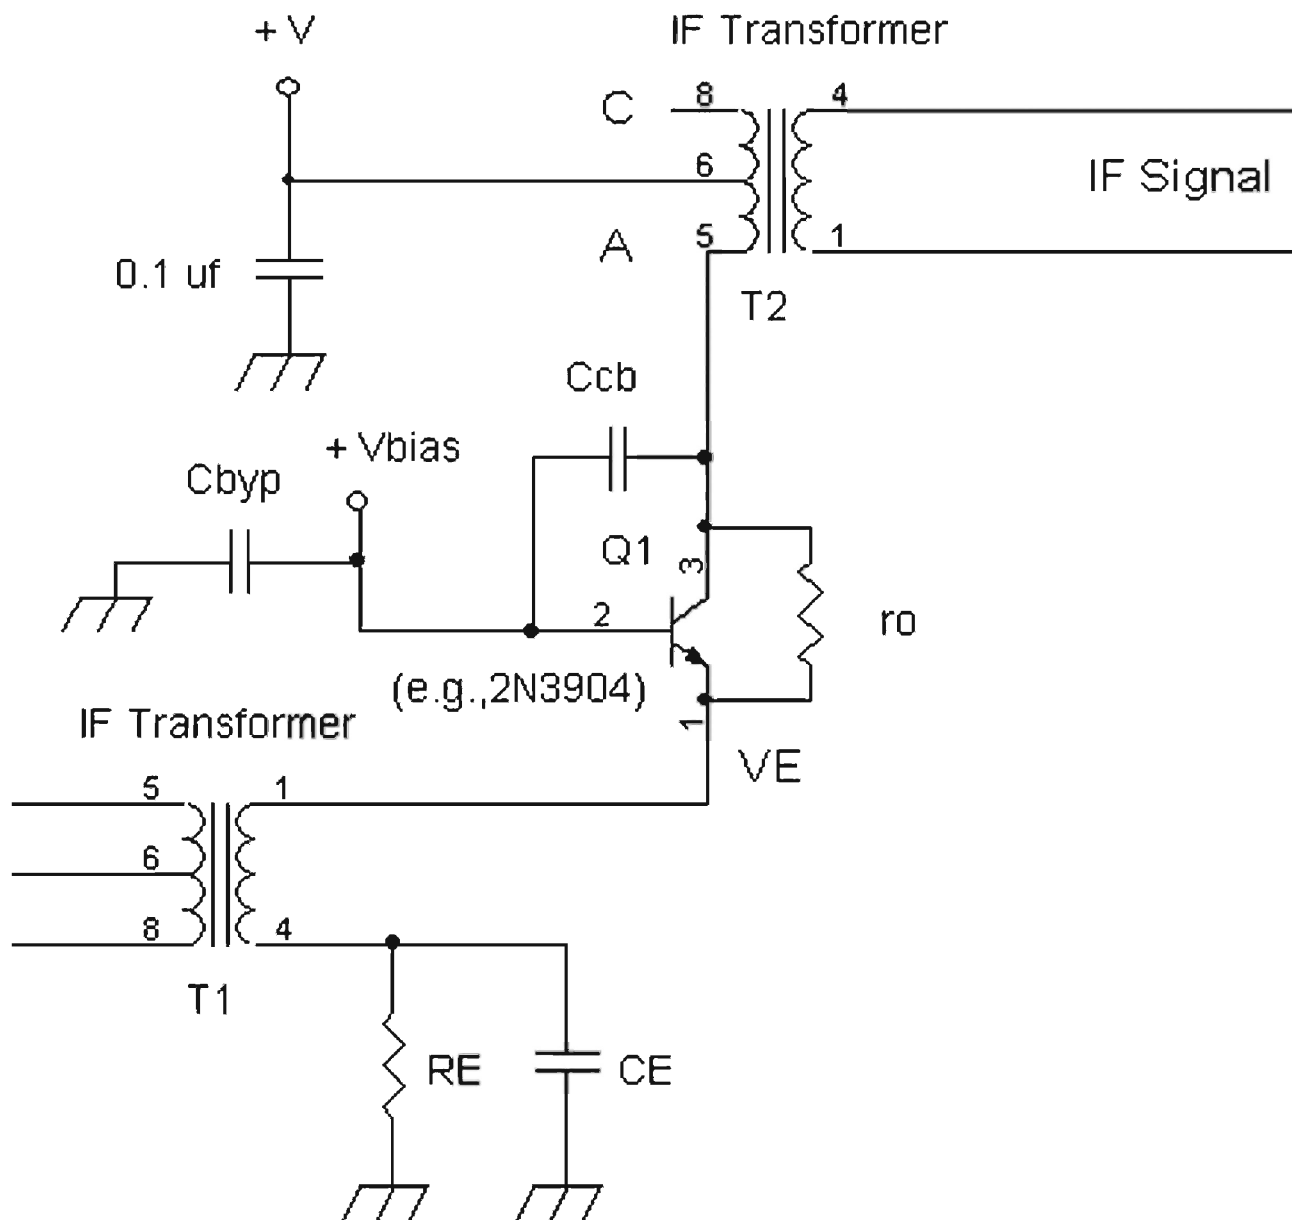 + V
IF Transformer
C
8
4
6
IF Signal
A
5
1
0.1 uf
T2
Ccb
+ Vbias
Cbyp
Q1
3
2
ro
(e.g.,2N3904)
1
IF Transformer
VE
5
1
6
8
4
T1
RE
CE